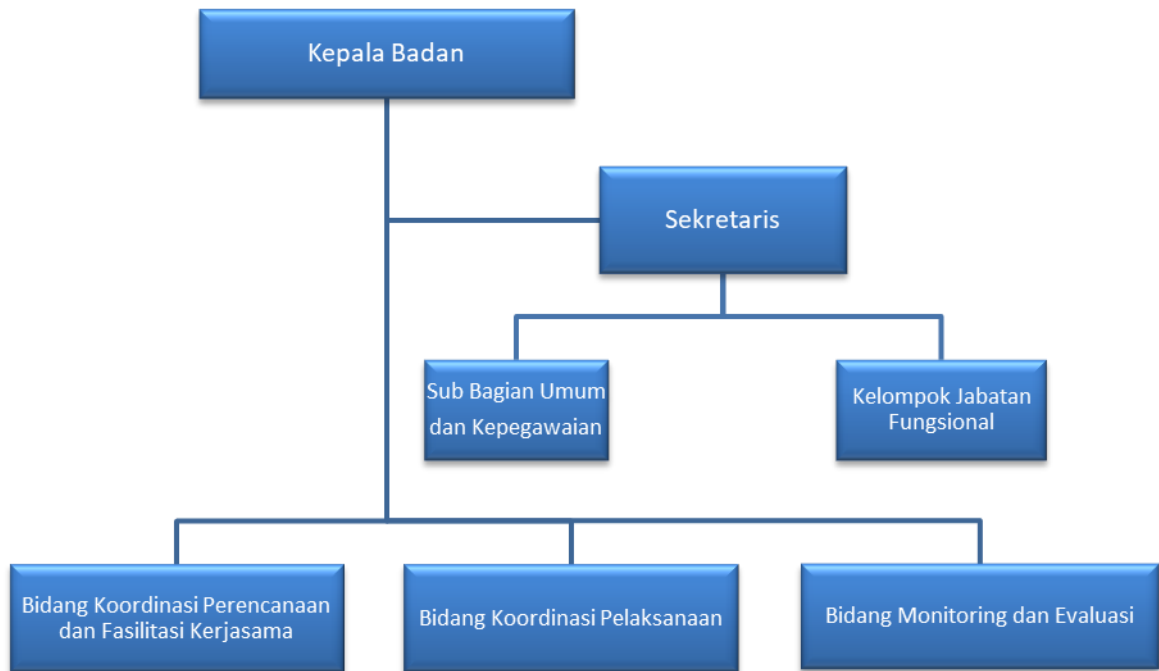 Kepala Badan
Sekretaris
Sub Bagian Umum
dan Kepegawaian
Kelompok Jabatan
Fungsional
Bidang Koordinasi Perencanaan
dan Fasilitasi Kerjasama
Bidang Koordinasi Pelaksanaan
Bidang Monitoring dan Evaluasi